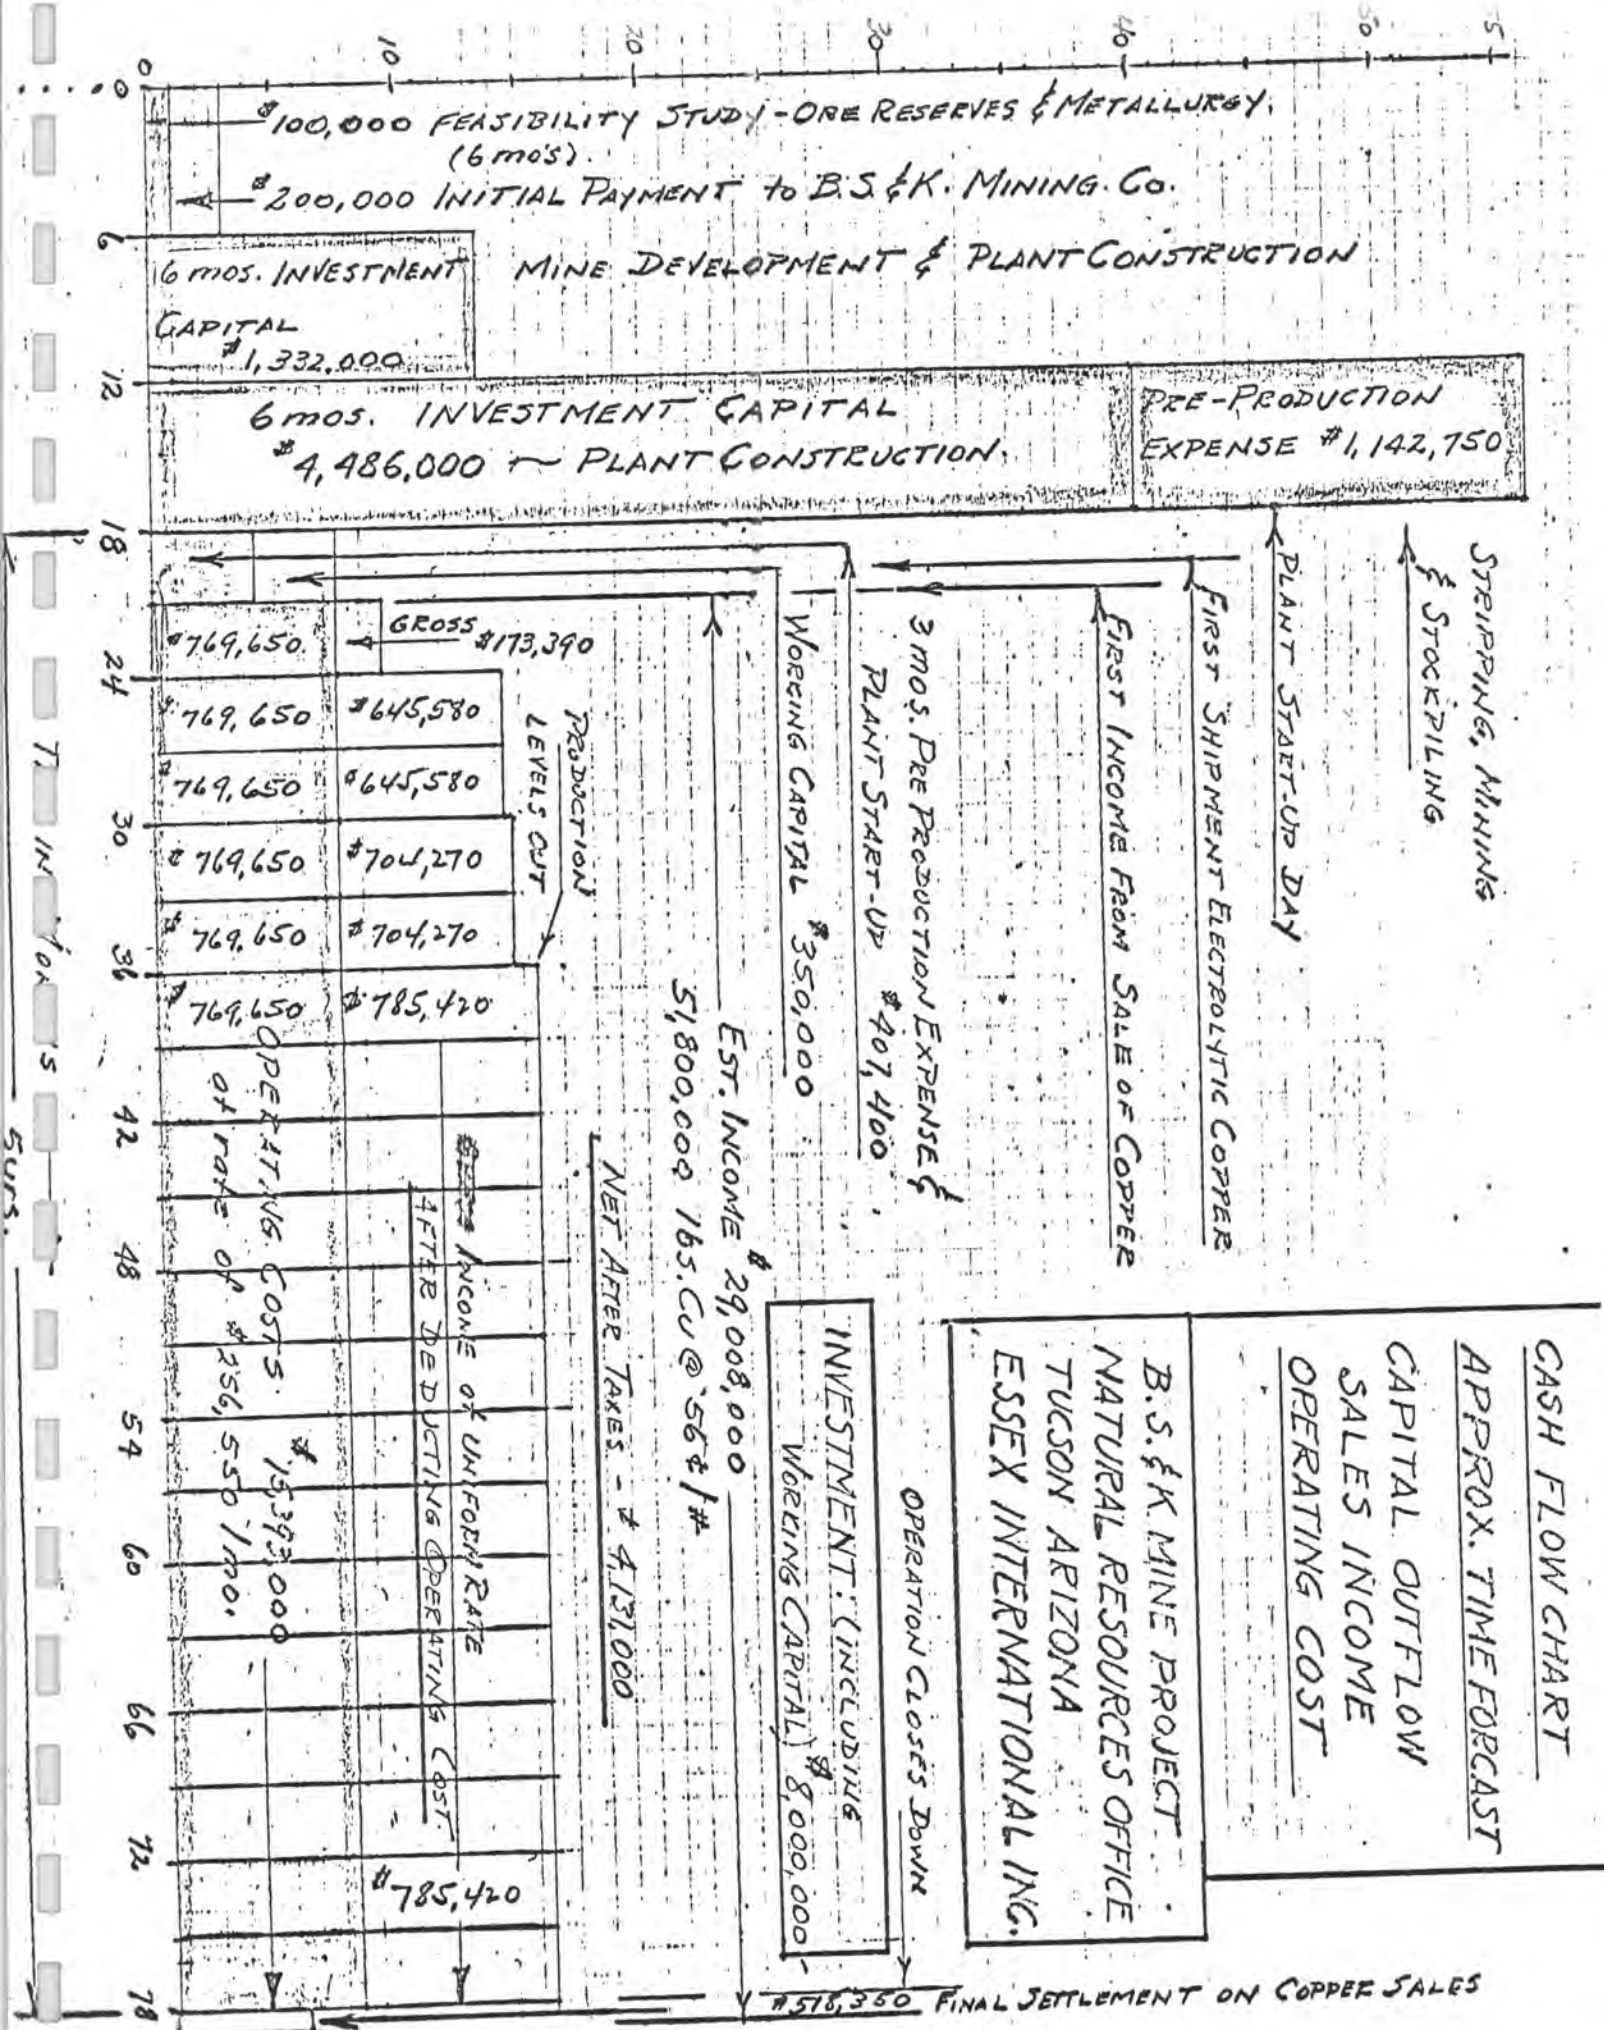 0
10
20
30
40
50
0
$100,000 FEASIBILITY STUDY - ORE RESERVES & METALLURGY.
(6 mo's).
$200,000 INITIAL PAYMENT to B.S.&K. MINING. CO.
6
6 mos. INVESTMENT
CAPITAL
$1,332,000
MINE DEVELOPMENT & PLANT CONSTRUCTION
12
6 mos. INVESTMENT CAPITAL
$4,486,000 ~ PLANT CONSTRUCTION.
PRE-PRODUCTION
EXPENSE $1,142,750
18
STRIPPING, MINING
& STOCKPILING
PLANT START-UP DAY
FIRST SHIPMENT ELECTROLYTIC COPPER
FIRST INCOME FROM SALE OF COPPER
3 MOS. PRE PRODUCTION EXPENSE &
PLANT START-UP $407,400
WORKING CAPITAL $350,000
EST. INCOME $29,008,000
51,800,000 lbs. CU @ 56¢/#
NET AFTER TAXES - $4,131,000
PRODUCTION
LEVELS OUT
$769,650
GROSS
$173,390
24
$769,650 $645,580
$769,650 $645,580
30
$769,650 $704,270
$769,650 $704,270
36
$769,650 $785,420
42
48
54
60
66
72
78
INCOME ON UNIFORM RATE
AFTER DEDUCTING OPERATING COST
OPERATING COSTS $15,393,000
at rate of $256,550/mo.
$785,420
5 yrs.
CASH FLOW CHART
APPROX. TIME FORCAST
CAPITAL OUTFLOW
SALES INCOME
OPERATING COST
B.S.&K MINE PROJECT
NATURAL RESOURCES OFFICE
TUCSON ARIZONA
ESSEX INTERNATIONAL INC.
OPERATION CLOSES DOWN
INVESTMENT: (INCLUDING
WORKING CAPITAL) $8,000,000-
$518,350 FINAL SETTLEMENT ON COPPER SALES